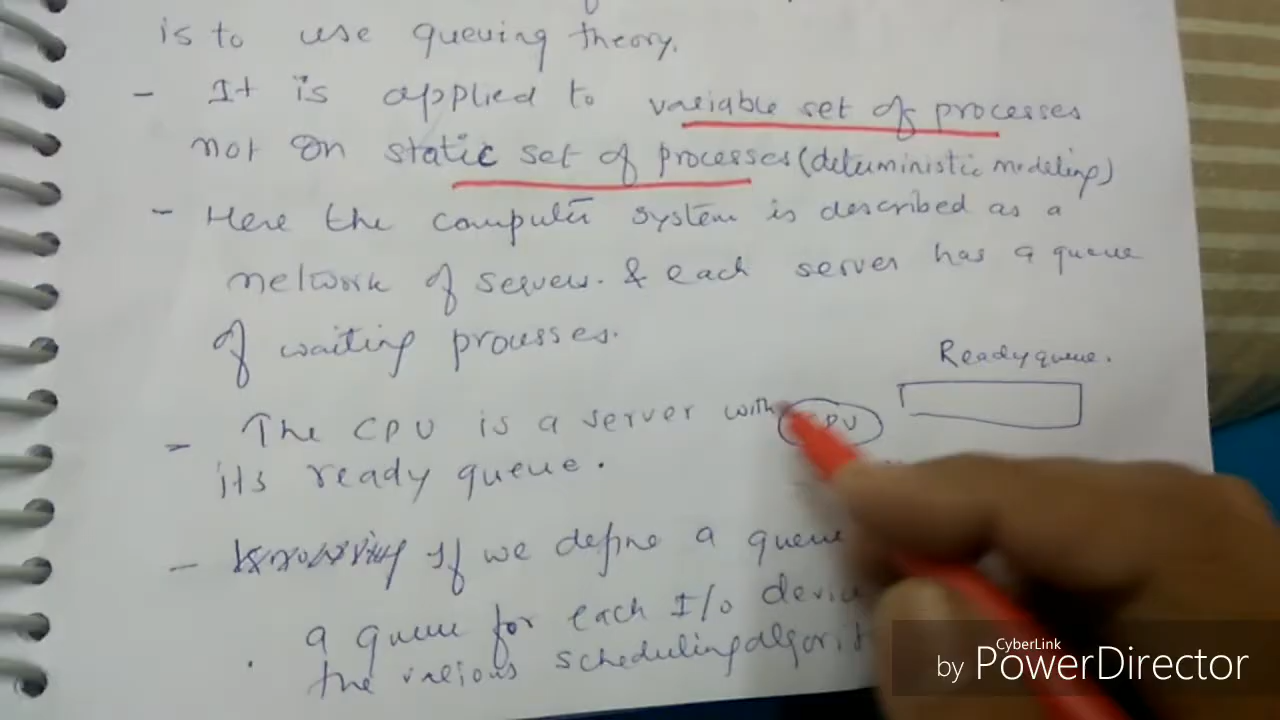 is to use queuing theory.
- It is applied to variable set of processes
not on static set of processes (deterministic modeling)
- Here the computer system is described as a
network of servers. & each server has a queue
of waiting processes.
Ready queue.
- The CPU is a server with CPU
its ready queue.
- If we define a queue
a queue for each I/O device
the various scheduling algorit
CyberLink
by PowerDirector